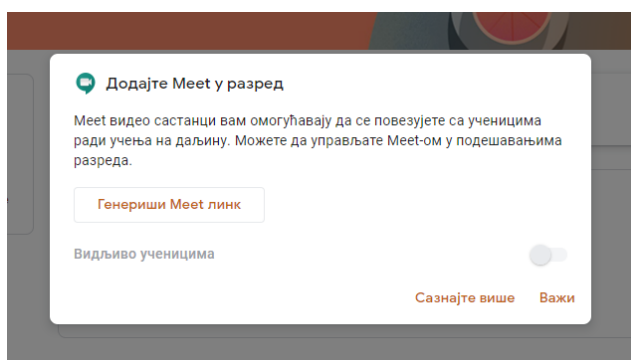 Додајте Meet у разред
Meet видео састанци вам омогућавају да се повезујете са ученицима
ради учења на даљину. Можете да управљате Meet-ом у подешавањима
разреда.
Генериши Meet линк
Видљиво ученицима
Сазнајте више Важи